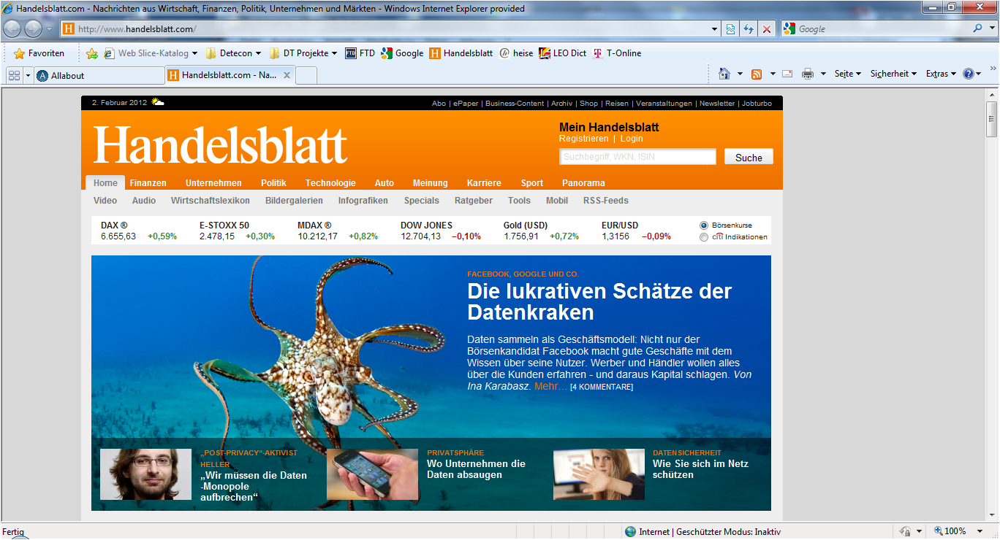 Handelsblatt.com - Nachrichten aus Wirtschaft, Finanzen, Politik, Unternehmen und Märkten - Windows Internet Explorer provided
http://www.handelsblatt.com/
Google
Favoriten
Web Slice-Katalog
Detecon
DT Projekte
FTD
FTD
Google
Handelsblatt
heise
LEO Dict
T-Online
Allabout
Handelsblatt.com - Na...
Seite
Sicherheit
Extras
2. Februar 2012
Abo | ePaper | Business-Content | Archiv | Shop | Reisen | Veranstaltungen | Newsletter | Jobturbo
Handelsblatt
Mein Handelsblatt
Registrieren | Login
Suchbegriff, WKN, ISIN
Suche
Home Finanzen Unternehmen Politik Technologie Auto Meinung Karriere Sport Panorama
Video Audio Wirtschaftslexikon Bildergalerien Infografiken Specials Ratgeber Tools Mobil RSS-Feeds
DAX ® E-STOXX 50 MDAX ® DOW JONES Gold (USD) EUR/USD
6.655,63 +0,59% 2.478,15 +0,30% 10.212,17 +0,82% 12.704,13 −0,10% 1.756,91 +0,72% 1,3156 −0,09%
Börsenkurse
citi Indikationen
FACEBOOK, GOOGLE UND CO.
Die lukrativen Schätze der
Datenkraken
Daten sammeln als Geschäftsmodell: Nicht nur der
Börsenkandidat Facebook macht gute Geschäfte mit dem
Wissen über seine Nutzer. Werber und Händler wollen alles
über die Kunden erfahren - und daraus Kapital schlagen. Von
Ina Karabasz. Mehr… [4 KOMMENTARE]
„POST-PRIVACY“-AKTIVIST
HELLER
„Wir müssen die Daten
-Monopole
aufbrechen“
PRIVATSPHÄRE
Wo Unternehmen die
Daten absaugen
DATENSICHERHEIT
Wie Sie sich im Netz
schützen
Fertig
Internet | Geschützter Modus: Inaktiv
100%